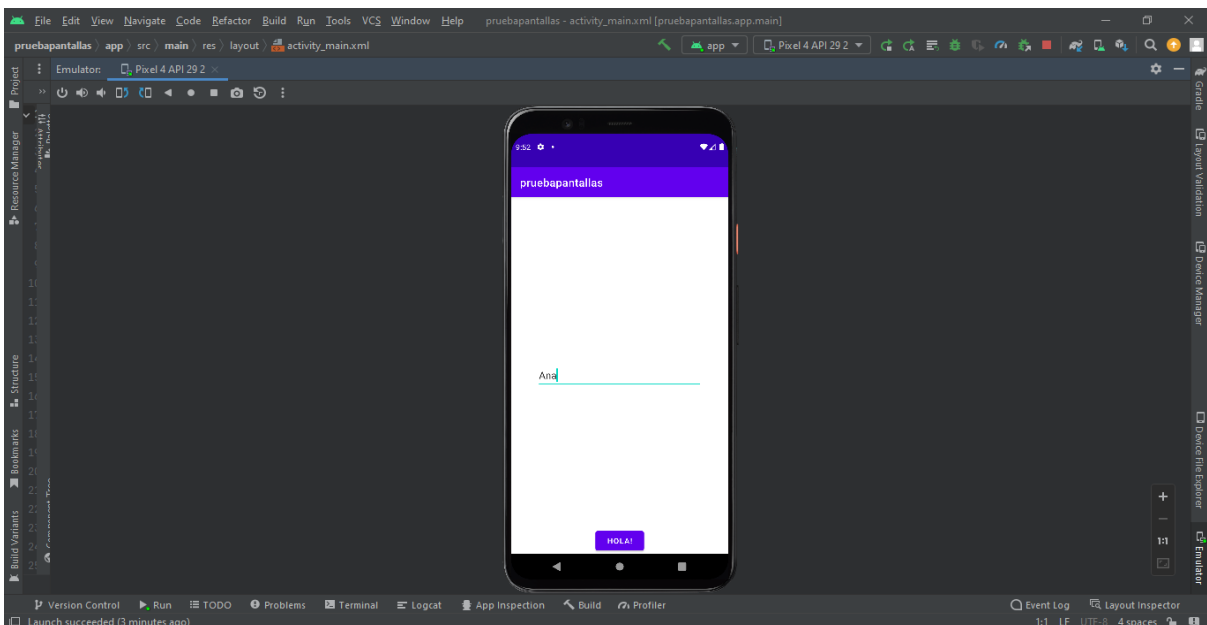 File Edit View Navigate Code Refactor Build Run Tools VCS Window Help pruebapantallas - activity_main.xml [pruebapantallas.app.main]
pruebapantallas app src main res layout activity_main.xml app Pixel 4 API 29 2
Emulator: Pixel 4 API 29 2
Project
Resource Manager
Structure
Bookmarks
Build Variants
Attributes
Palette
Component Tree
9:52
pruebapantallas
Ana
HOLA!
1:1
Gradle
Layout Validation
Device Manager
Device File Explorer
Emulator
Version Control Run TODO Problems Terminal Logcat App Inspection Build Profiler Event Log Layout Inspector
Launch succeeded (3 minutes ago) 1:1 LF UTF-8 4 spaces